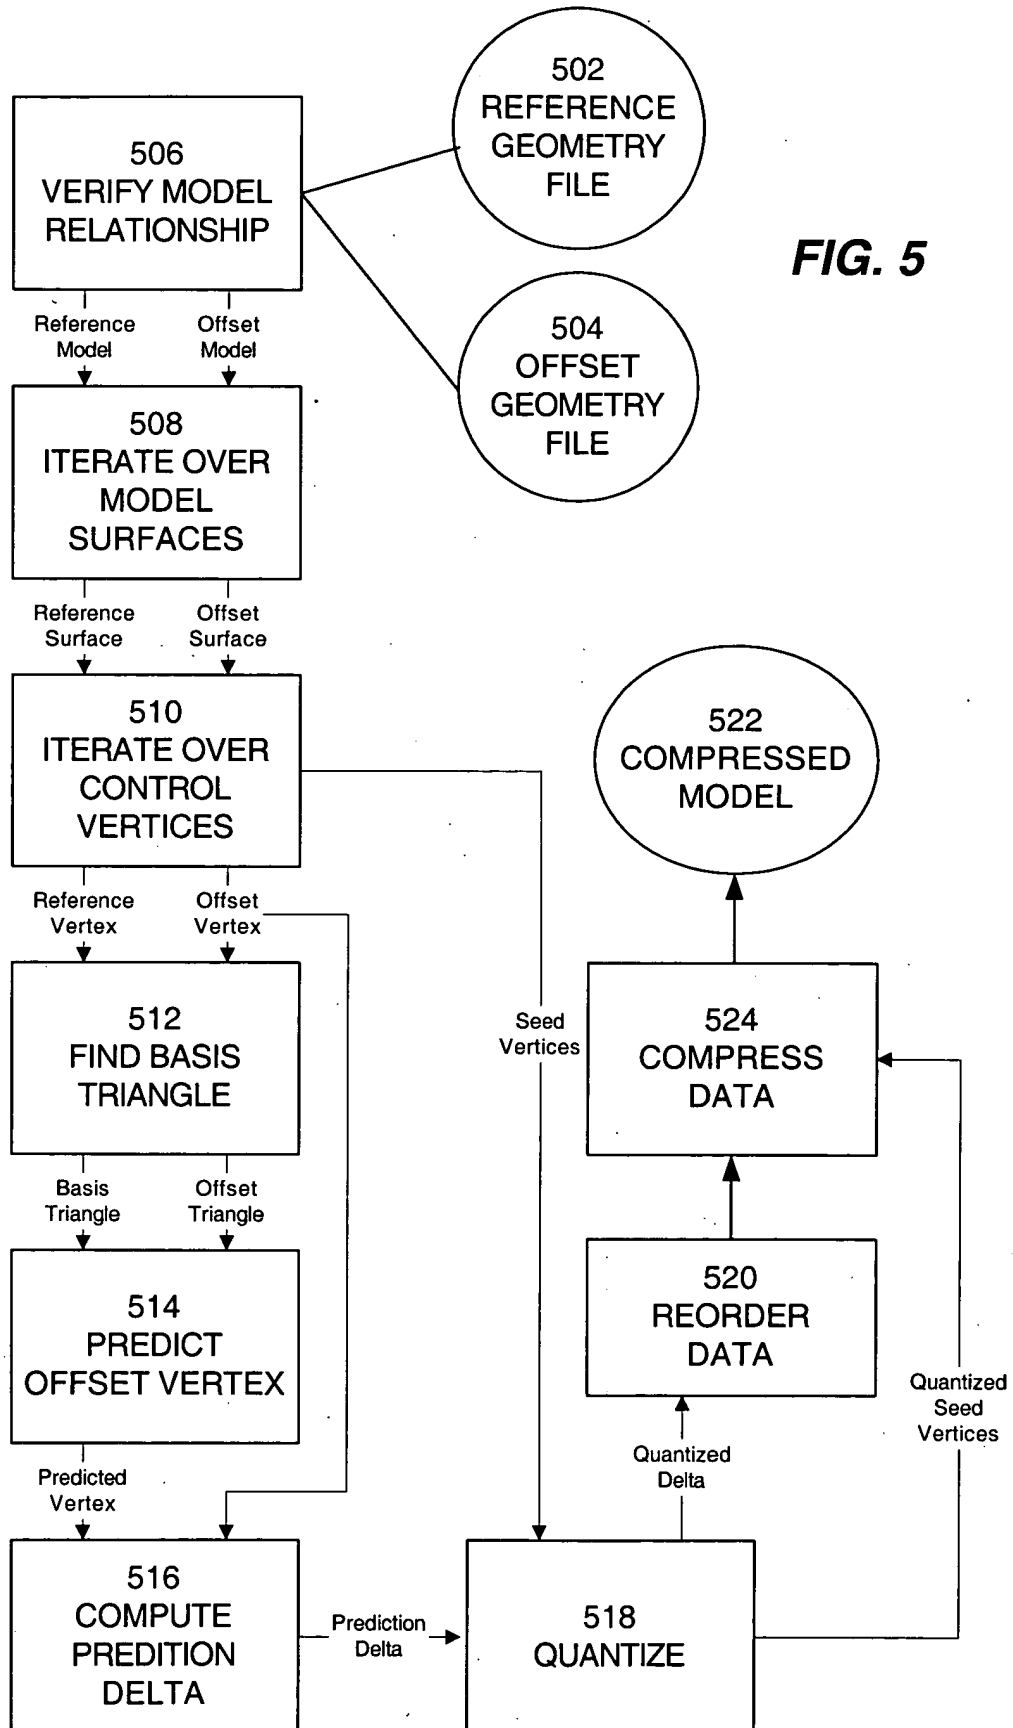 502
REFERENCE
GEOMETRY
FILE
506
VERIFY MODEL
RELATIONSHIP
FIG. 5
504
OFFSET
GEOMETRY
FILE
Reference
Model
Offset
Model
508
ITERATE OVER
MODEL
SURFACES
Reference
Surface
Offset
Surface
510
ITERATE OVER
CONTROL
VERTICES
522
COMPRESSED
MODEL
Reference
Vertex
Offset
Vertex
512
FIND BASIS
TRIANGLE
Seed
Vertices
524
COMPRESS
DATA
Basis
Triangle
Offset
Triangle
514
PREDICT
OFFSET VERTEX
520
REORDER
DATA
Quantized
Seed
Vertices
Predicted
Vertex
Quantized
Delta
516
COMPUTE
PREDITION
DELTA
Prediction
Delta
518
QUANTIZE